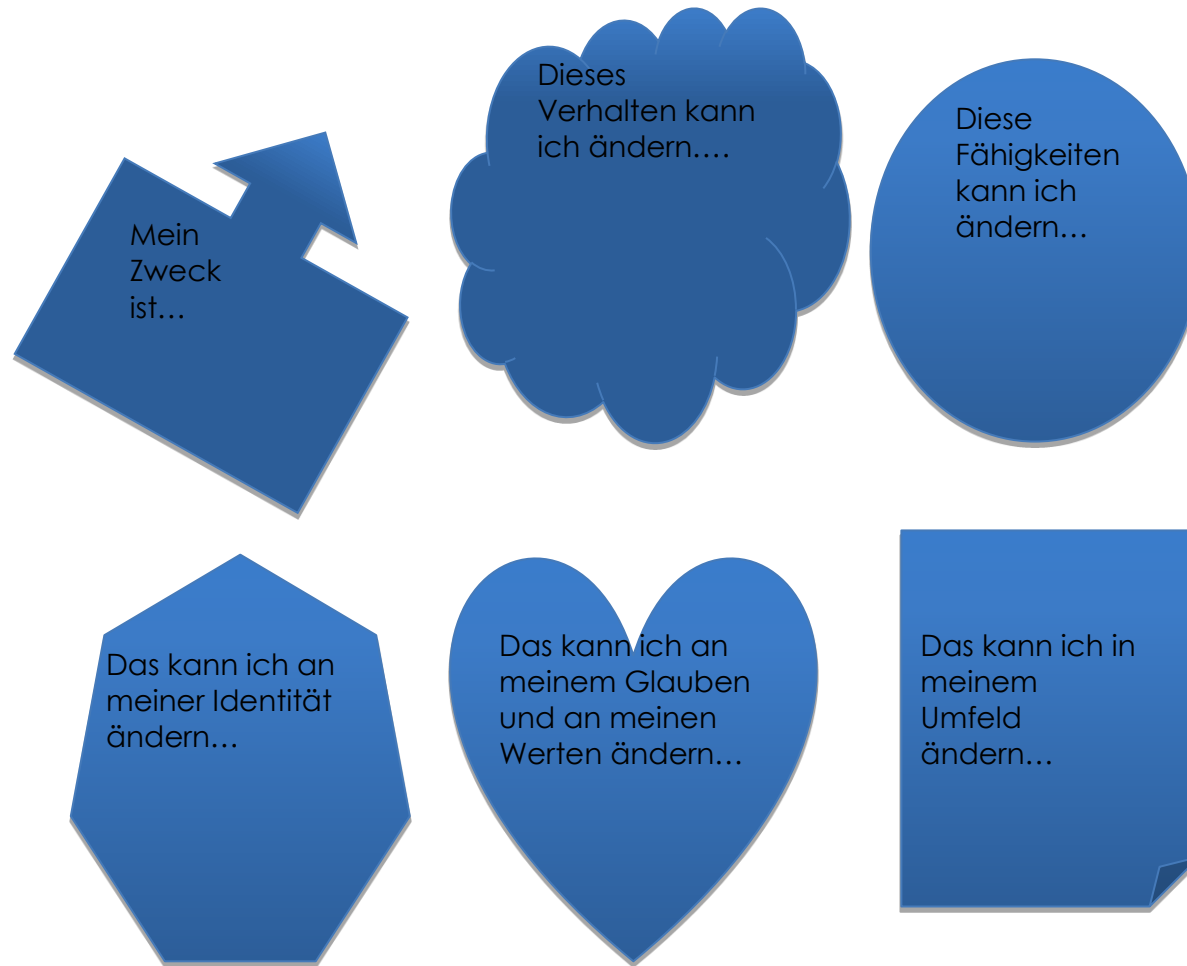 Mein
Zweck
ist…
Dieses
Verhalten kann
ich ändern….
Diese
Fähigkeiten
kann ich
ändern…
Das kann ich an
meiner Identität
ändern…
Das kann ich an
meinem Glauben
und an meinen
Werten ändern…
Das kann ich in
meinem
Umfeld
ändern…